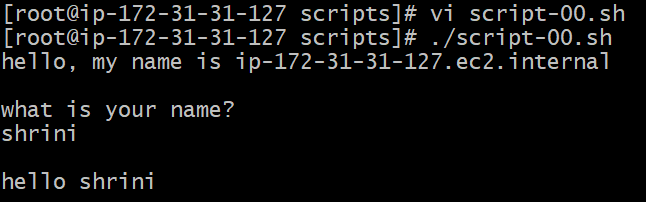 [root@ip-172-31-31-127 scripts]# vi script-00.sh
[root@ip-172-31-31-127 scripts]# ./script-00.sh
hello, my name is ip-172-31-31-127.ec2.internal
what is your name?
shrini
hello shrini